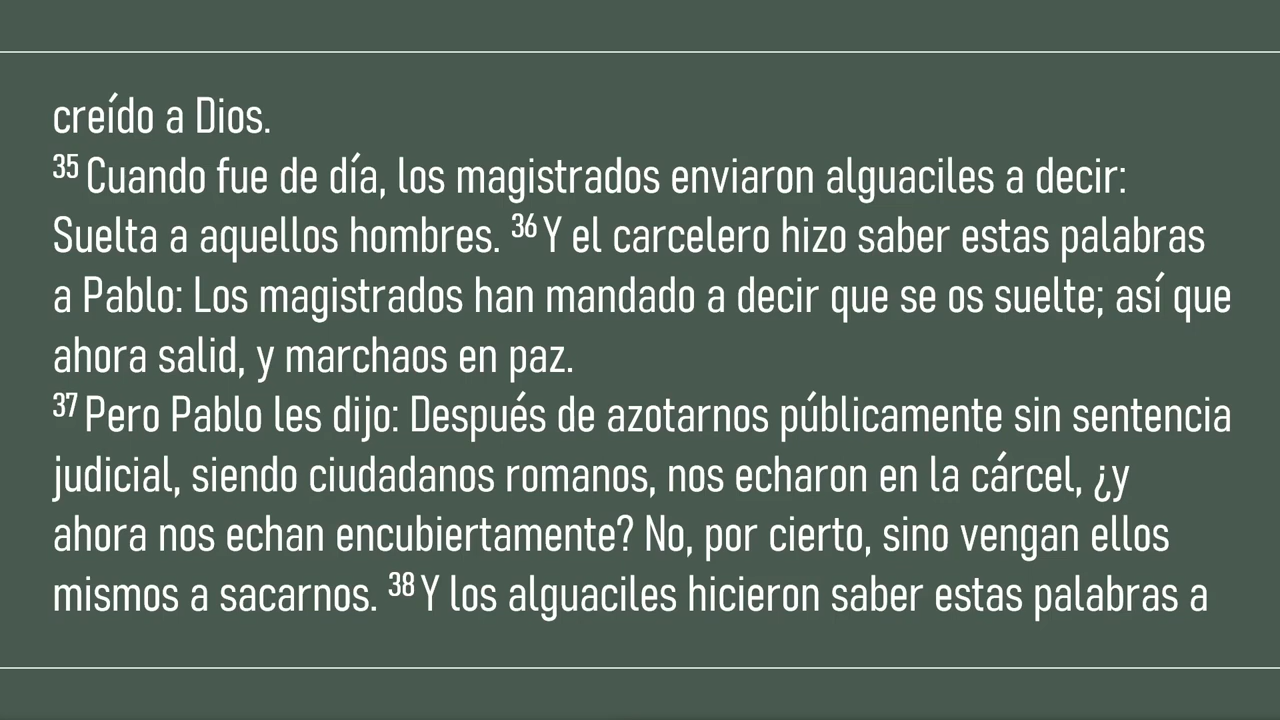 creído a Dios.
35 Cuando fue de día, los magistrados enviaron alguaciles a decir:
Suelta a aquellos hombres. 36 Y el carcelero hizo saber estas palabras
a Pablo: Los magistrados han mandado a decir que se os suelte; así que
ahora salid, y marchaos en paz.
37 Pero Pablo les dijo: Después de azotarnos públicamente sin sentencia
judicial, siendo ciudadanos romanos, nos echaron en la cárcel, ¿y
ahora nos echan encubiertamente? No, por cierto, sino vengan ellos
mismos a sacarnos. 38 Y los alguaciles hicieron saber estas palabras a